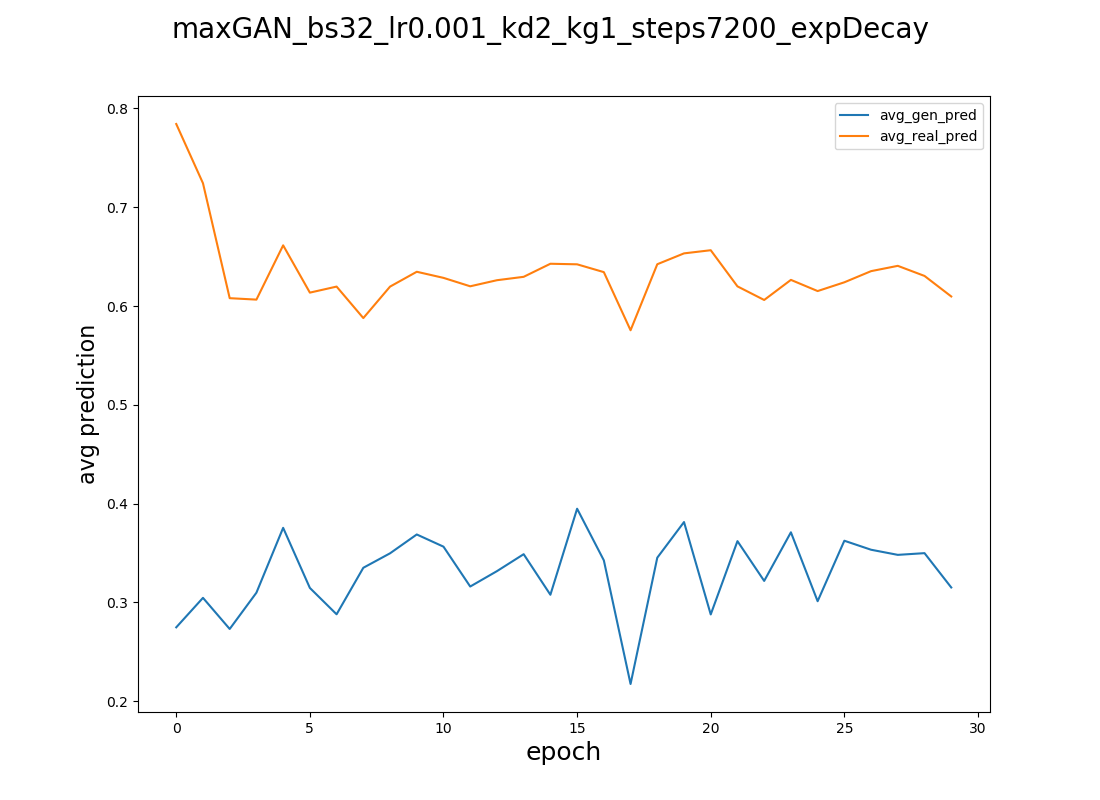 maxGAN_bs32_lr0.001_kd2_kg1_steps7200_expDecay
avg_gen_pred
avg_real_pred
0.8
0.7
0.6
0.5
0.4
0.3
0.2
avg prediction
0 5 10 15 20 25 30
epoch